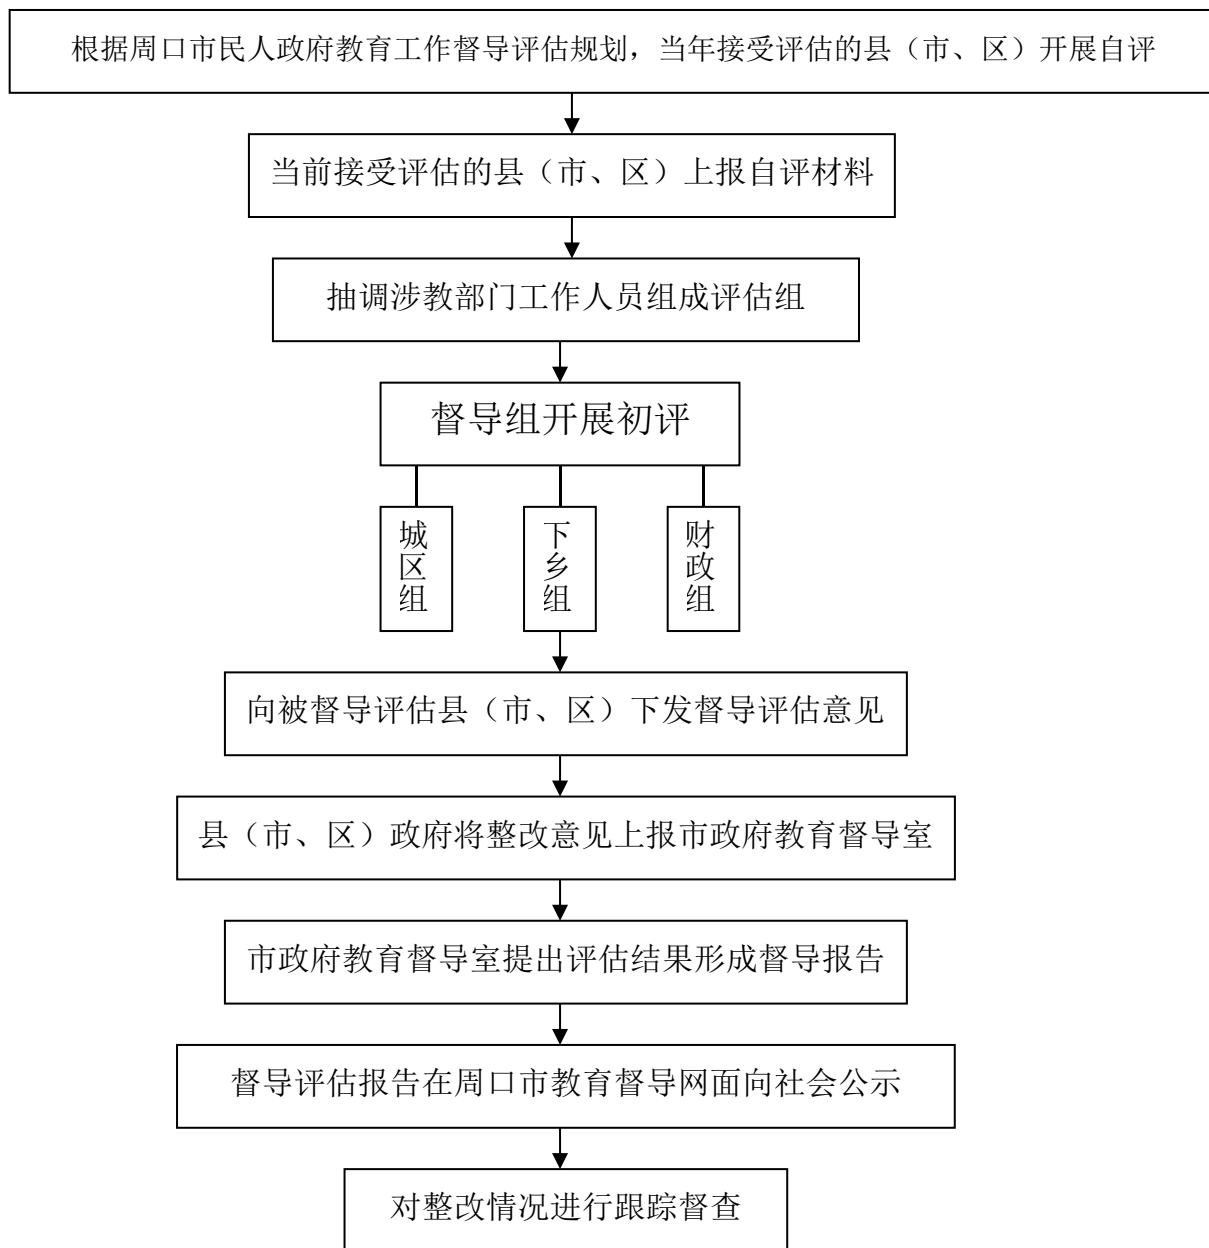 根据周口市民人政府教育工作督导评估规划，当年接受评估的县（市、区）开展自评
当前接受评估的县（市、区）上报自评材料
抽调涉教部门工作人员组成评估组
督导组开展初评
城区组
下乡组
财政组
向被督导评估县（市、区）下发督导评估意见
县（市、区）政府将整改意见上报市政府教育督导室
市政府教育督导室提出评估结果形成督导报告
督导评估报告在周口市教育督导网面向社会公示
对整改情况进行跟踪督查